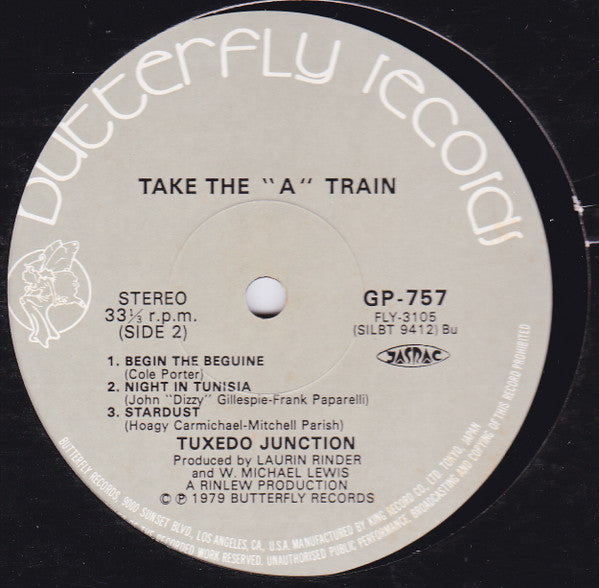 butterfly records
TAKE THE "A" TRAIN
STEREO
33⅓ r.p.m.
(SIDE 2)
GP-757
FLY-3105
(SILBT 9412) Bu
JASRAC
1. BEGIN THE BEGUINE
(Cole Porter)
2. NIGHT IN TUNISIA
(John "Dizzy" Gillespie-Frank Paparelli)
3. STARDUST
(Hoagy Carmichael-Mitchell Parish)
TUXEDO JUNCTION
Produced by LAURIN RINDER
and W. MICHAEL LEWIS
A RINLEW PRODUCTION
© ℗ 1979 BUTTERFLY RECORDS
BUTTERFLY RECORDS, 9000 SUNSET BLVD., LOS ANGELES, CA., U.S.A. MANUFACTURED BY KING RECORD CO., LTD. TOKYO, JAPAN
OF THE RECORDED WORK RESERVED. UNAUTHORISED PUBLIC PERFORMANCE, BROADCASTING AND COPYING OF THIS RECORD PROHIBITED